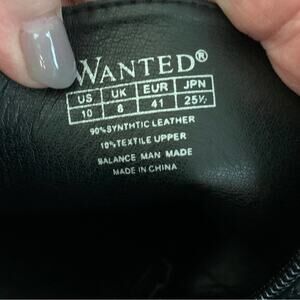 WANTED®
US UK EUR JPN
10 8 41 25½
90%SYNTHTIC LEATHER
10%TEXTILE UPPER
BALANCE MAN MADE
MADE IN CHINA